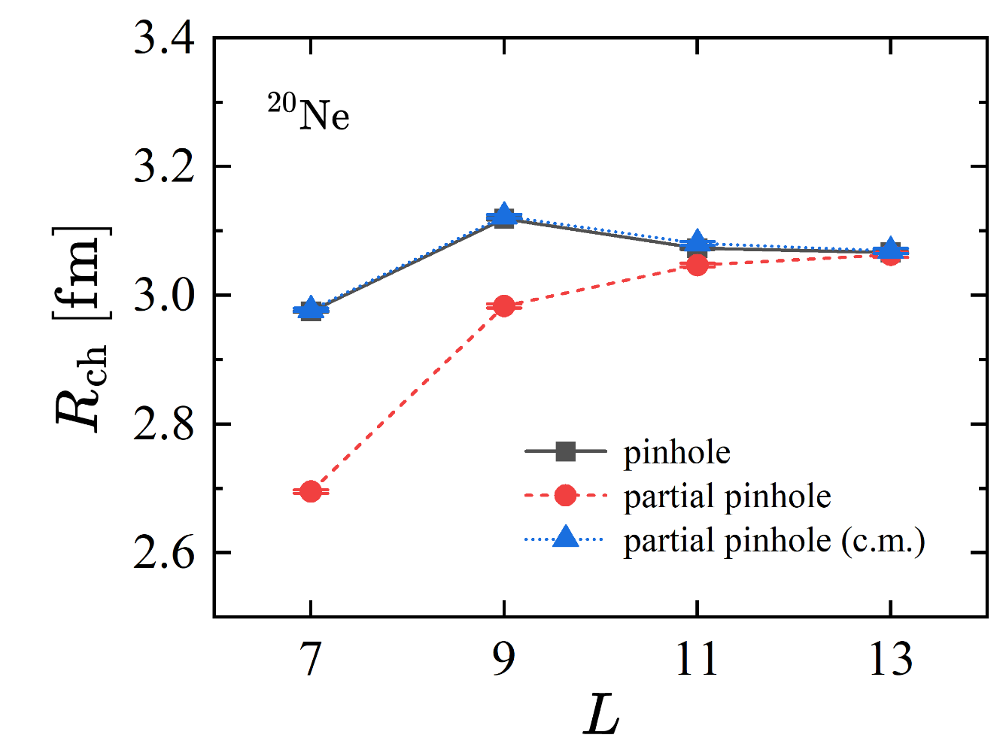 3.4
3.2
3.0
2.8
2.6
R_ch [fm]
²⁰Ne
pinhole
partial pinhole
partial pinhole (c.m.)
7 9 11 13
L